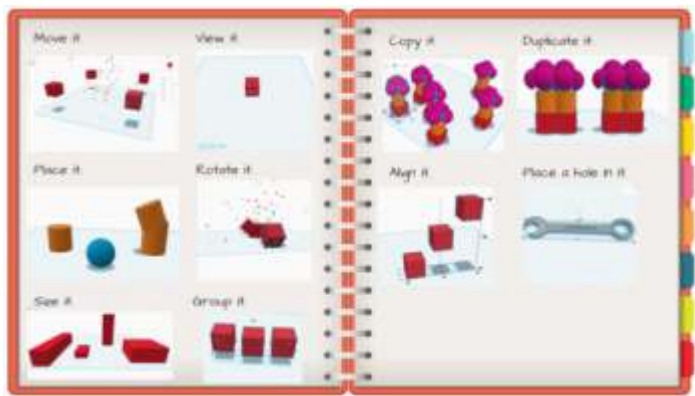 Move it
View it
Place it
Rotate it
Size it
Group it
Copy it
Duplicate it
Align it
Place a hole in it